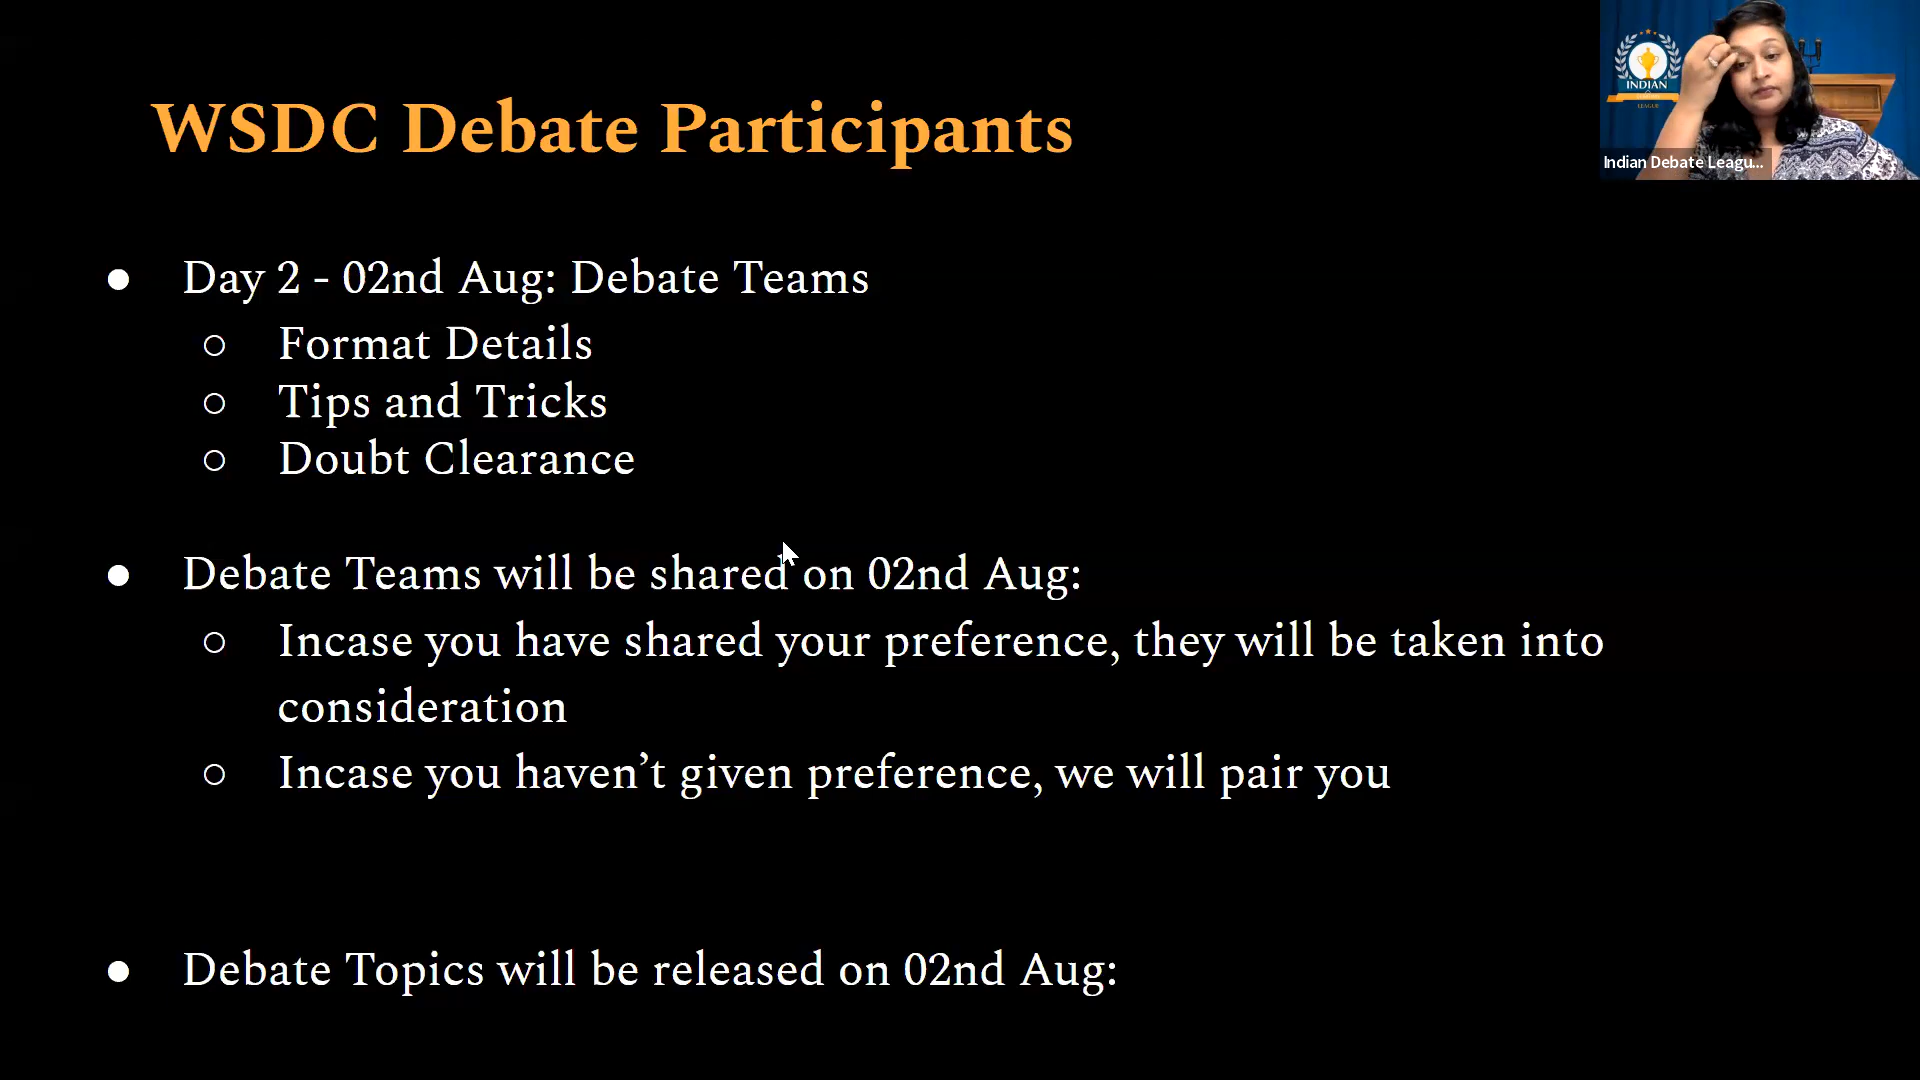 WSDC Debate Participants
INDIAN
LEAGUE
Indian Debate Leagu...
● Day 2 - 02nd Aug: Debate Teams
○ Format Details
○ Tips and Tricks
○ Doubt Clearance
● Debate Teams will be shared on 02nd Aug:
○ Incase you have shared your preference, they will be taken into
consideration
○ Incase you haven’t given preference, we will pair you
● Debate Topics will be released on 02nd Aug: